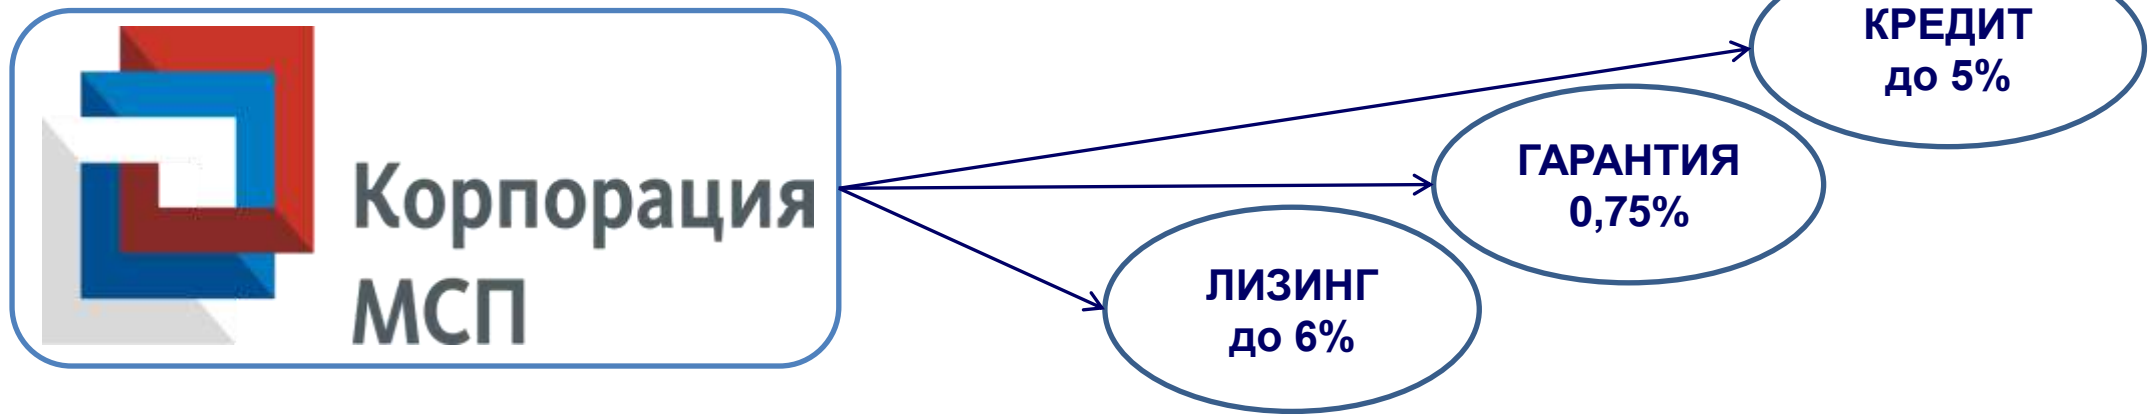 Корпорация
МСП
КРЕДИТ
до 5%
ГАРАНТИЯ
0,75%
ЛИЗИНГ
до 6%